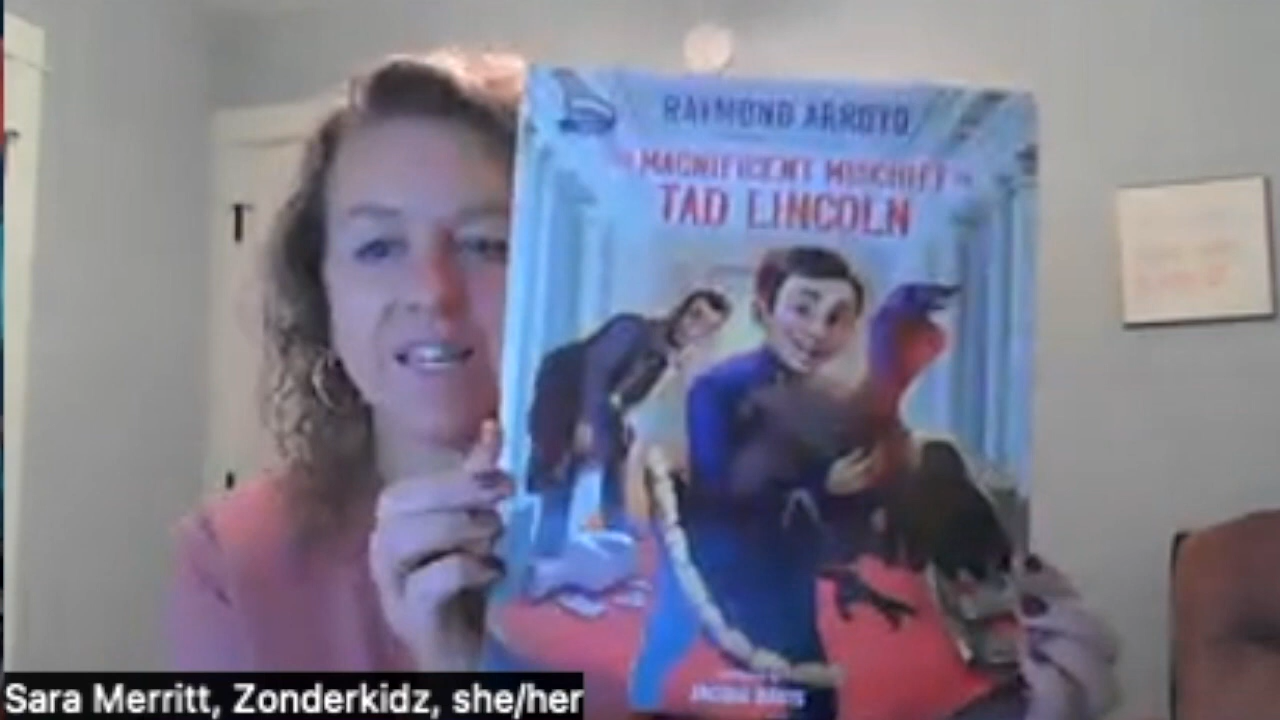 RAYMOND ARROYO
MAGNIFICENT MISCHIEF
TAD LINCOLN
Sara Merritt, Zonderkidz, she/her